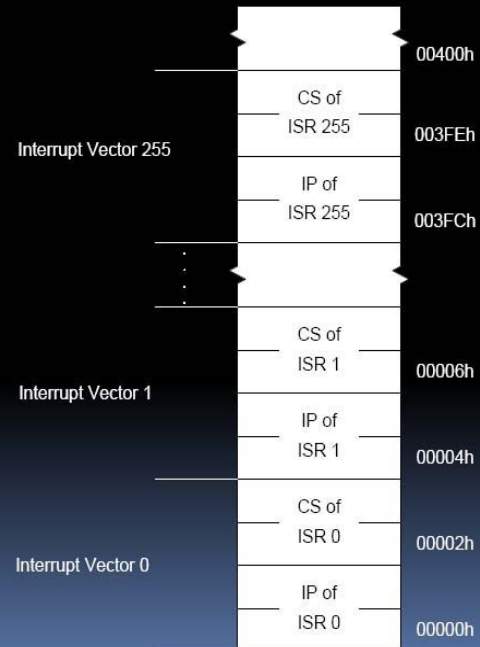 00400h
CS of
ISR 255
003FEh
Interrupt Vector 255
IP of
ISR 255
003FCh
CS of
ISR 1
00006h
Interrupt Vector 1
IP of
ISR 1
00004h
CS of
ISR 0
00002h
Interrupt Vector 0
IP of
ISR 0
00000h